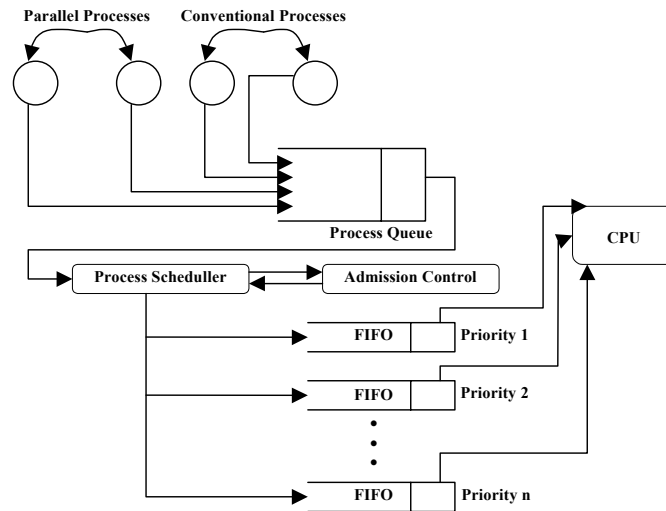 Parallel Processes
Conventional Processes
Process Queue
CPU
Process Scheduller
Admission Control
FIFO
Priority 1
FIFO
Priority 2
FIFO
Priority n